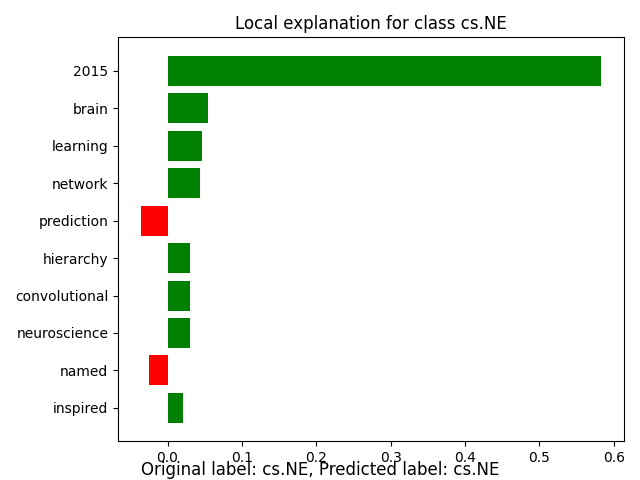 Local explanation for class cs.NE
2015
brain
learning
network
prediction
hierarchy
convolutional
neuroscience
named
inspired
0.0 0.1 0.2 0.3 0.4 0.5 0.6
Original label: cs.NE, Predicted label: cs.NE